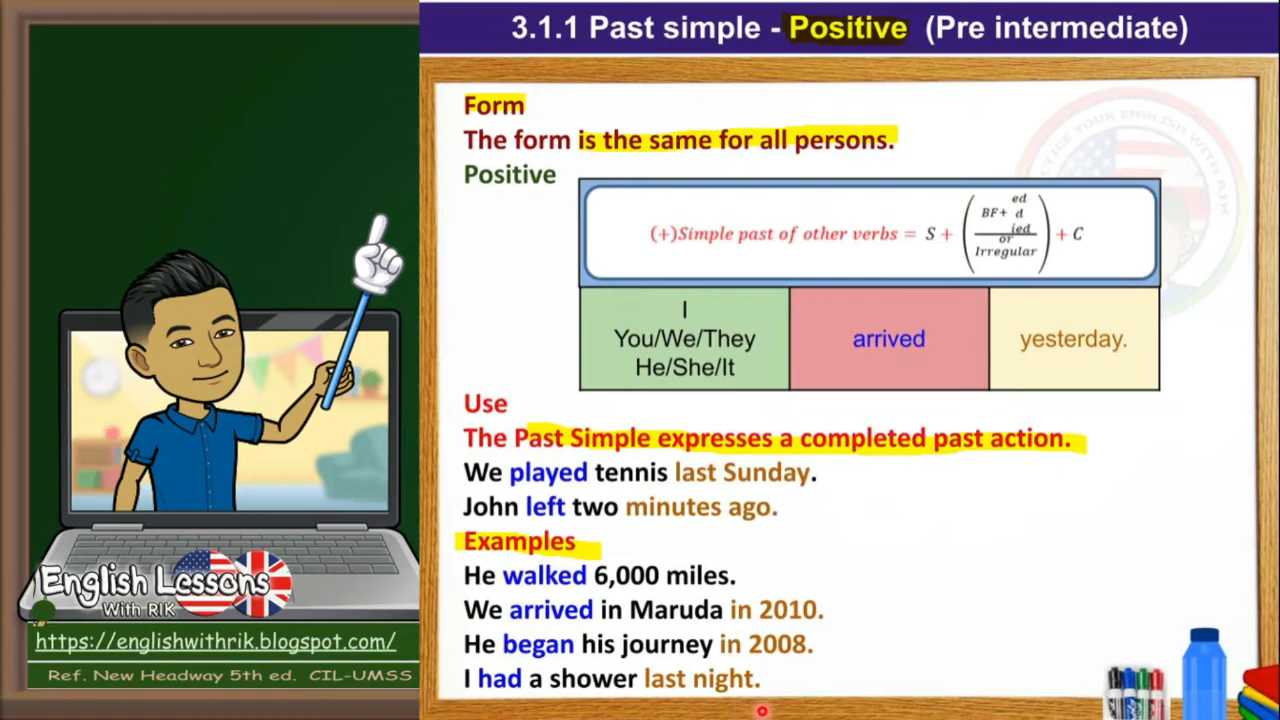 3.1.1 Past simple - Positive (Pre intermediate)
Form
The form is the same for all persons.
Positive
(+)Simple past of other verbs = S + (BF+ ed d ied or Irregular) + C
I
You/We/They
He/She/It
arrived
yesterday.
Use
The Past Simple expresses a completed past action.
We played tennis last Sunday.
John left two minutes ago.
Examples
He walked 6,000 miles.
We arrived in Maruda in 2010.
He began his journey in 2008.
I had a shower last night.
English Lessons
With RIK
https://englishwithrik.blogspot.com/
Ref. New Headway 5th ed. CIL-UMSS